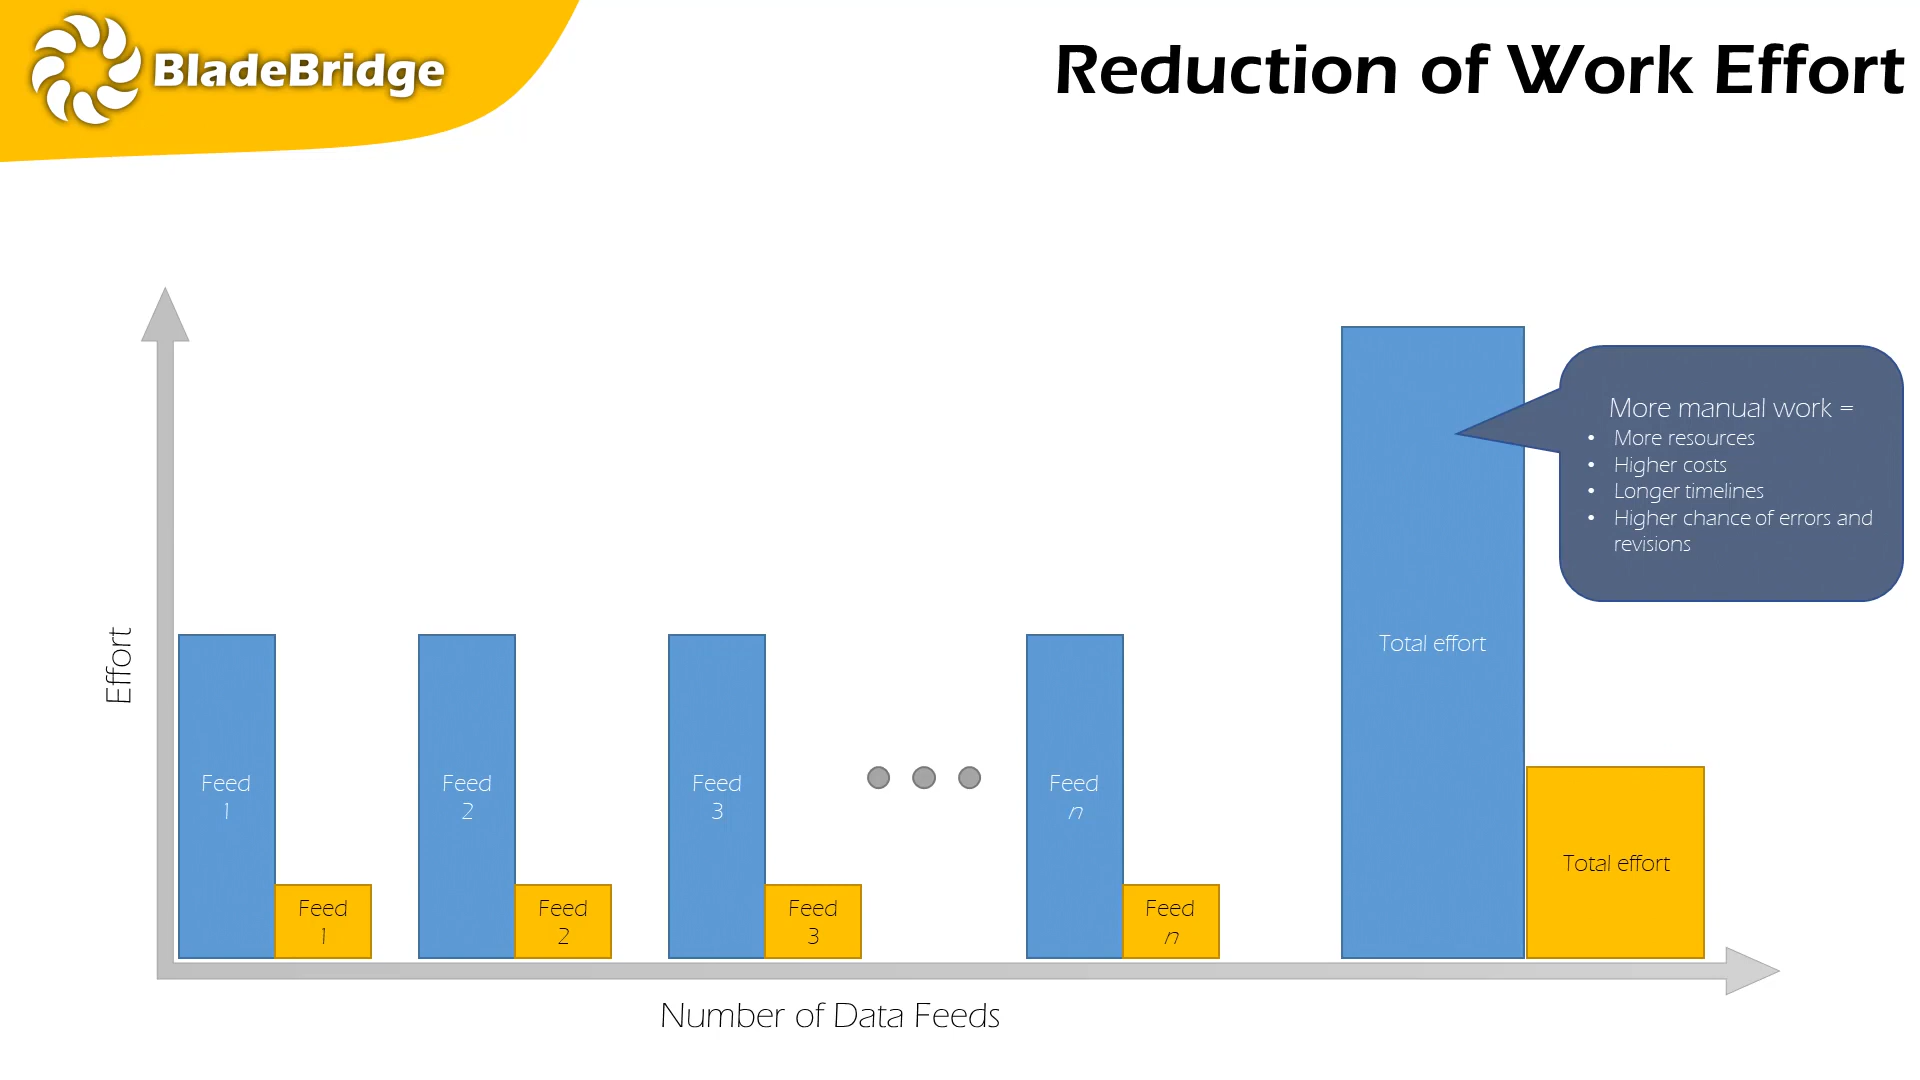 BladeBridge
Reduction of Work Effort
Effort
Feed
1
Feed
1
Feed
2
Feed
2
Feed
3
Feed
3
Feed
n
Feed
n
Total effort
Total effort
More manual work =
• More resources
• Higher costs
• Longer timelines
• Higher chance of errors and
revisions
Number of Data Feeds